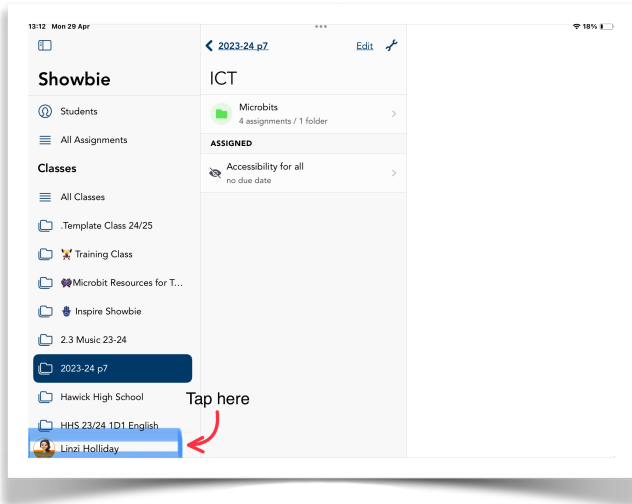 13:12 Mon 29 Apr
18%
2023-24 p7
Edit
Showbie
ICT
Students
Microbits
4 assignments / 1 folder
All Assignments
ASSIGNED
Classes
Accessibility for all
no due date
All Classes
.Template Class 24/25
Training Class
Microbit Resources for T...
Inspire Showbie
2.3 Music 23-24
2023-24 p7
Hawick High School
Tap here
HHS 23/24 1D1 English
Linzi Holliday